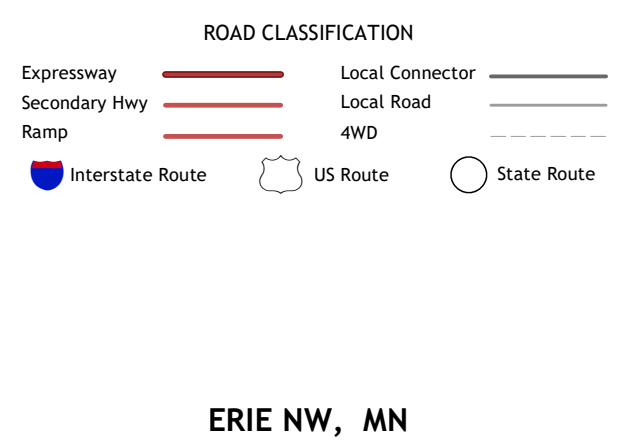 ROAD CLASSIFICATION
Expressway
Local Connector
Secondary Hwy
Local Road
Ramp
4WD
Interstate Route
US Route
State Route
ERIE NW, MN